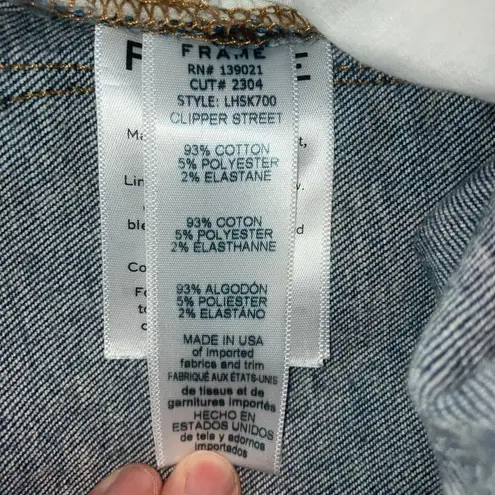 FRAME
RN# 139021
CUT# 2304
STYLE: LHSK700
CLIPPER STREET
93% COTTON
5% POLYESTER
2% ELASTANE
93% COTON
5% POLYESTER
2% ELASTHANNE
93% ALGODÓN
5% POLIESTER
2% ELASTANO
MADE IN USA
of imported
fabrics and trim
FABRIQUÉ AUX ÉTATS-UNIS
de tissus et de
garnitures importés
HECHO EN
ESTADOS UNIDOS
de tela y adornos
importados